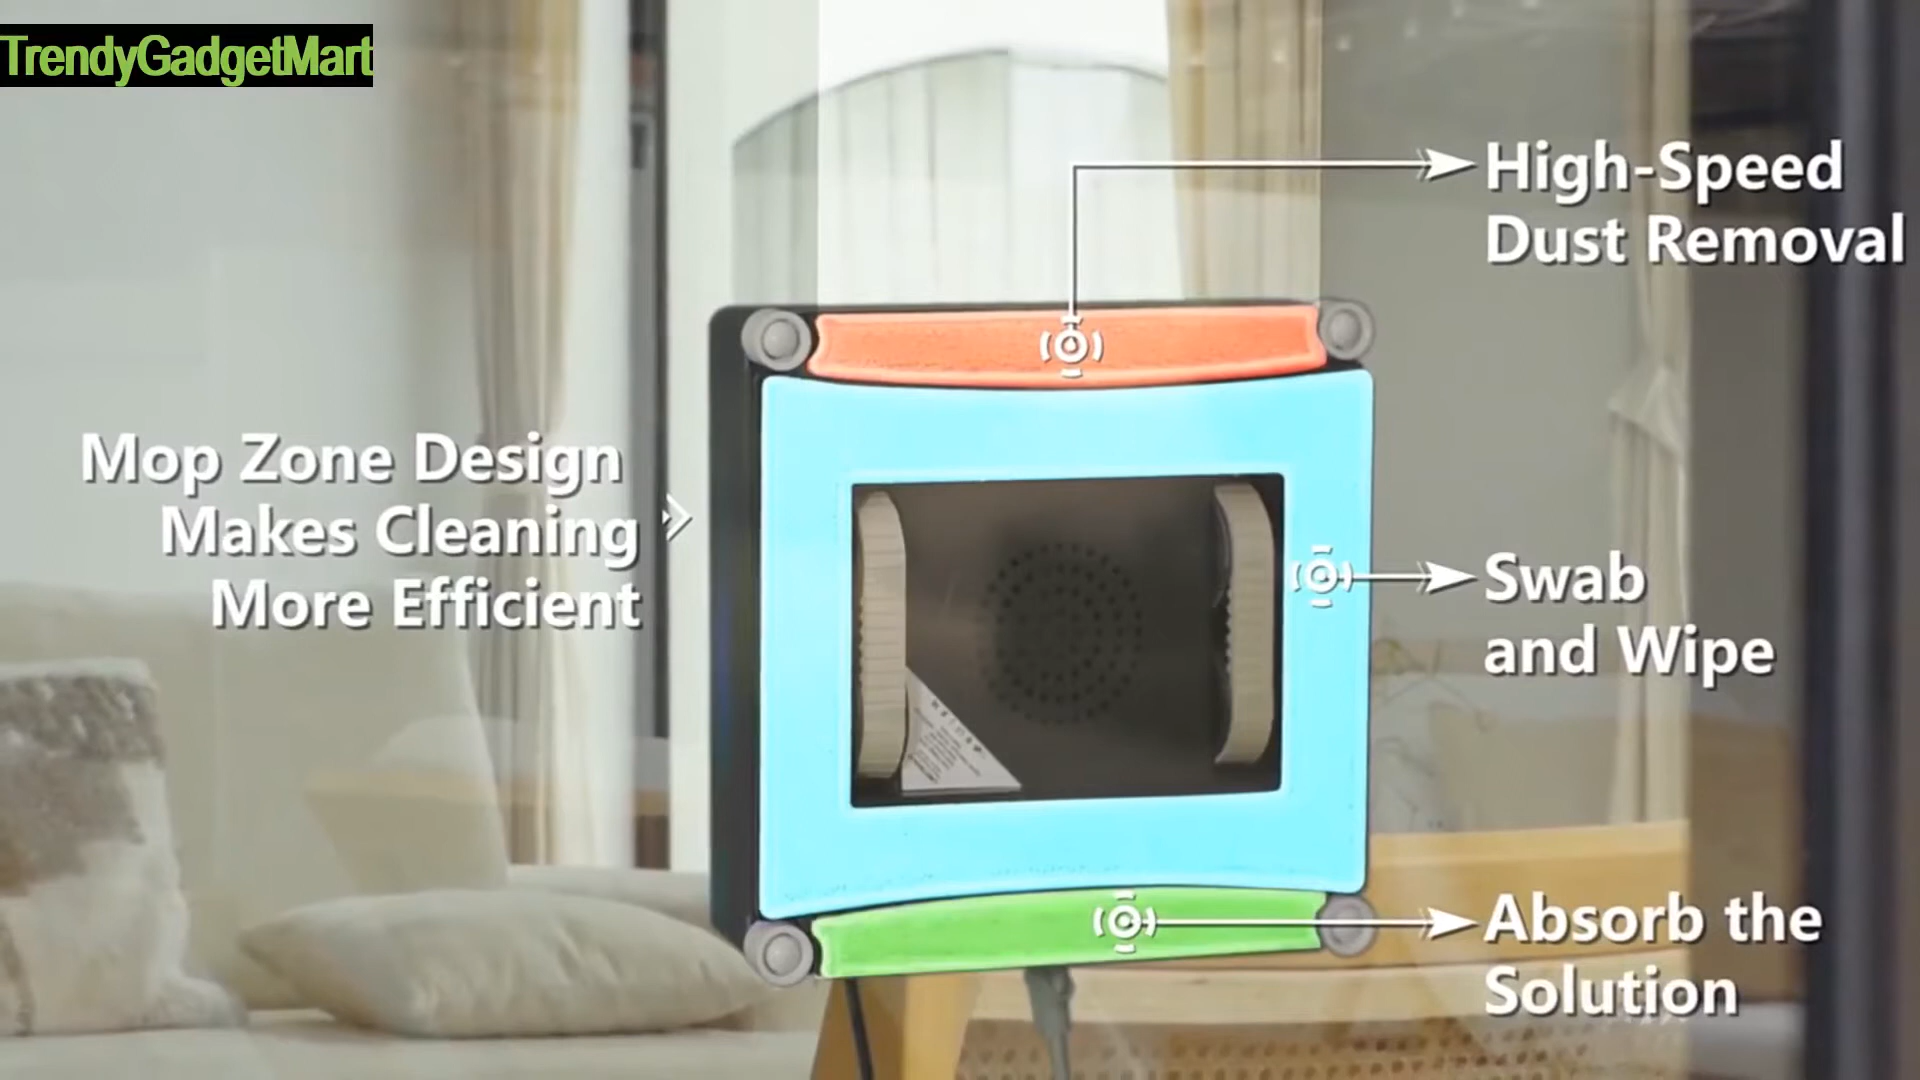 TrendyGadgetMart
High-Speed
Dust Removal
Mop Zone Design
Makes Cleaning
More Efficient
Swab
and Wipe
Absorb the
Solution